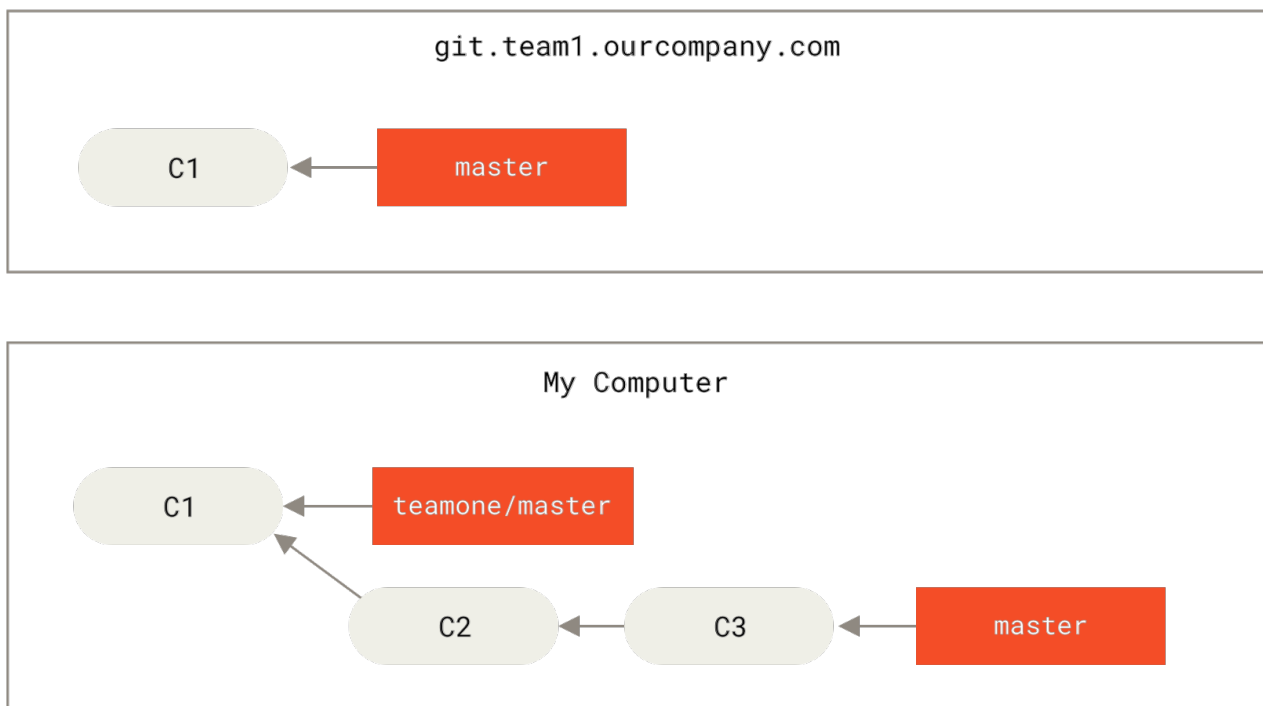 git.team1.ourcompany.com
C1
master
My Computer
C1
teamone/master
C2
C3
master